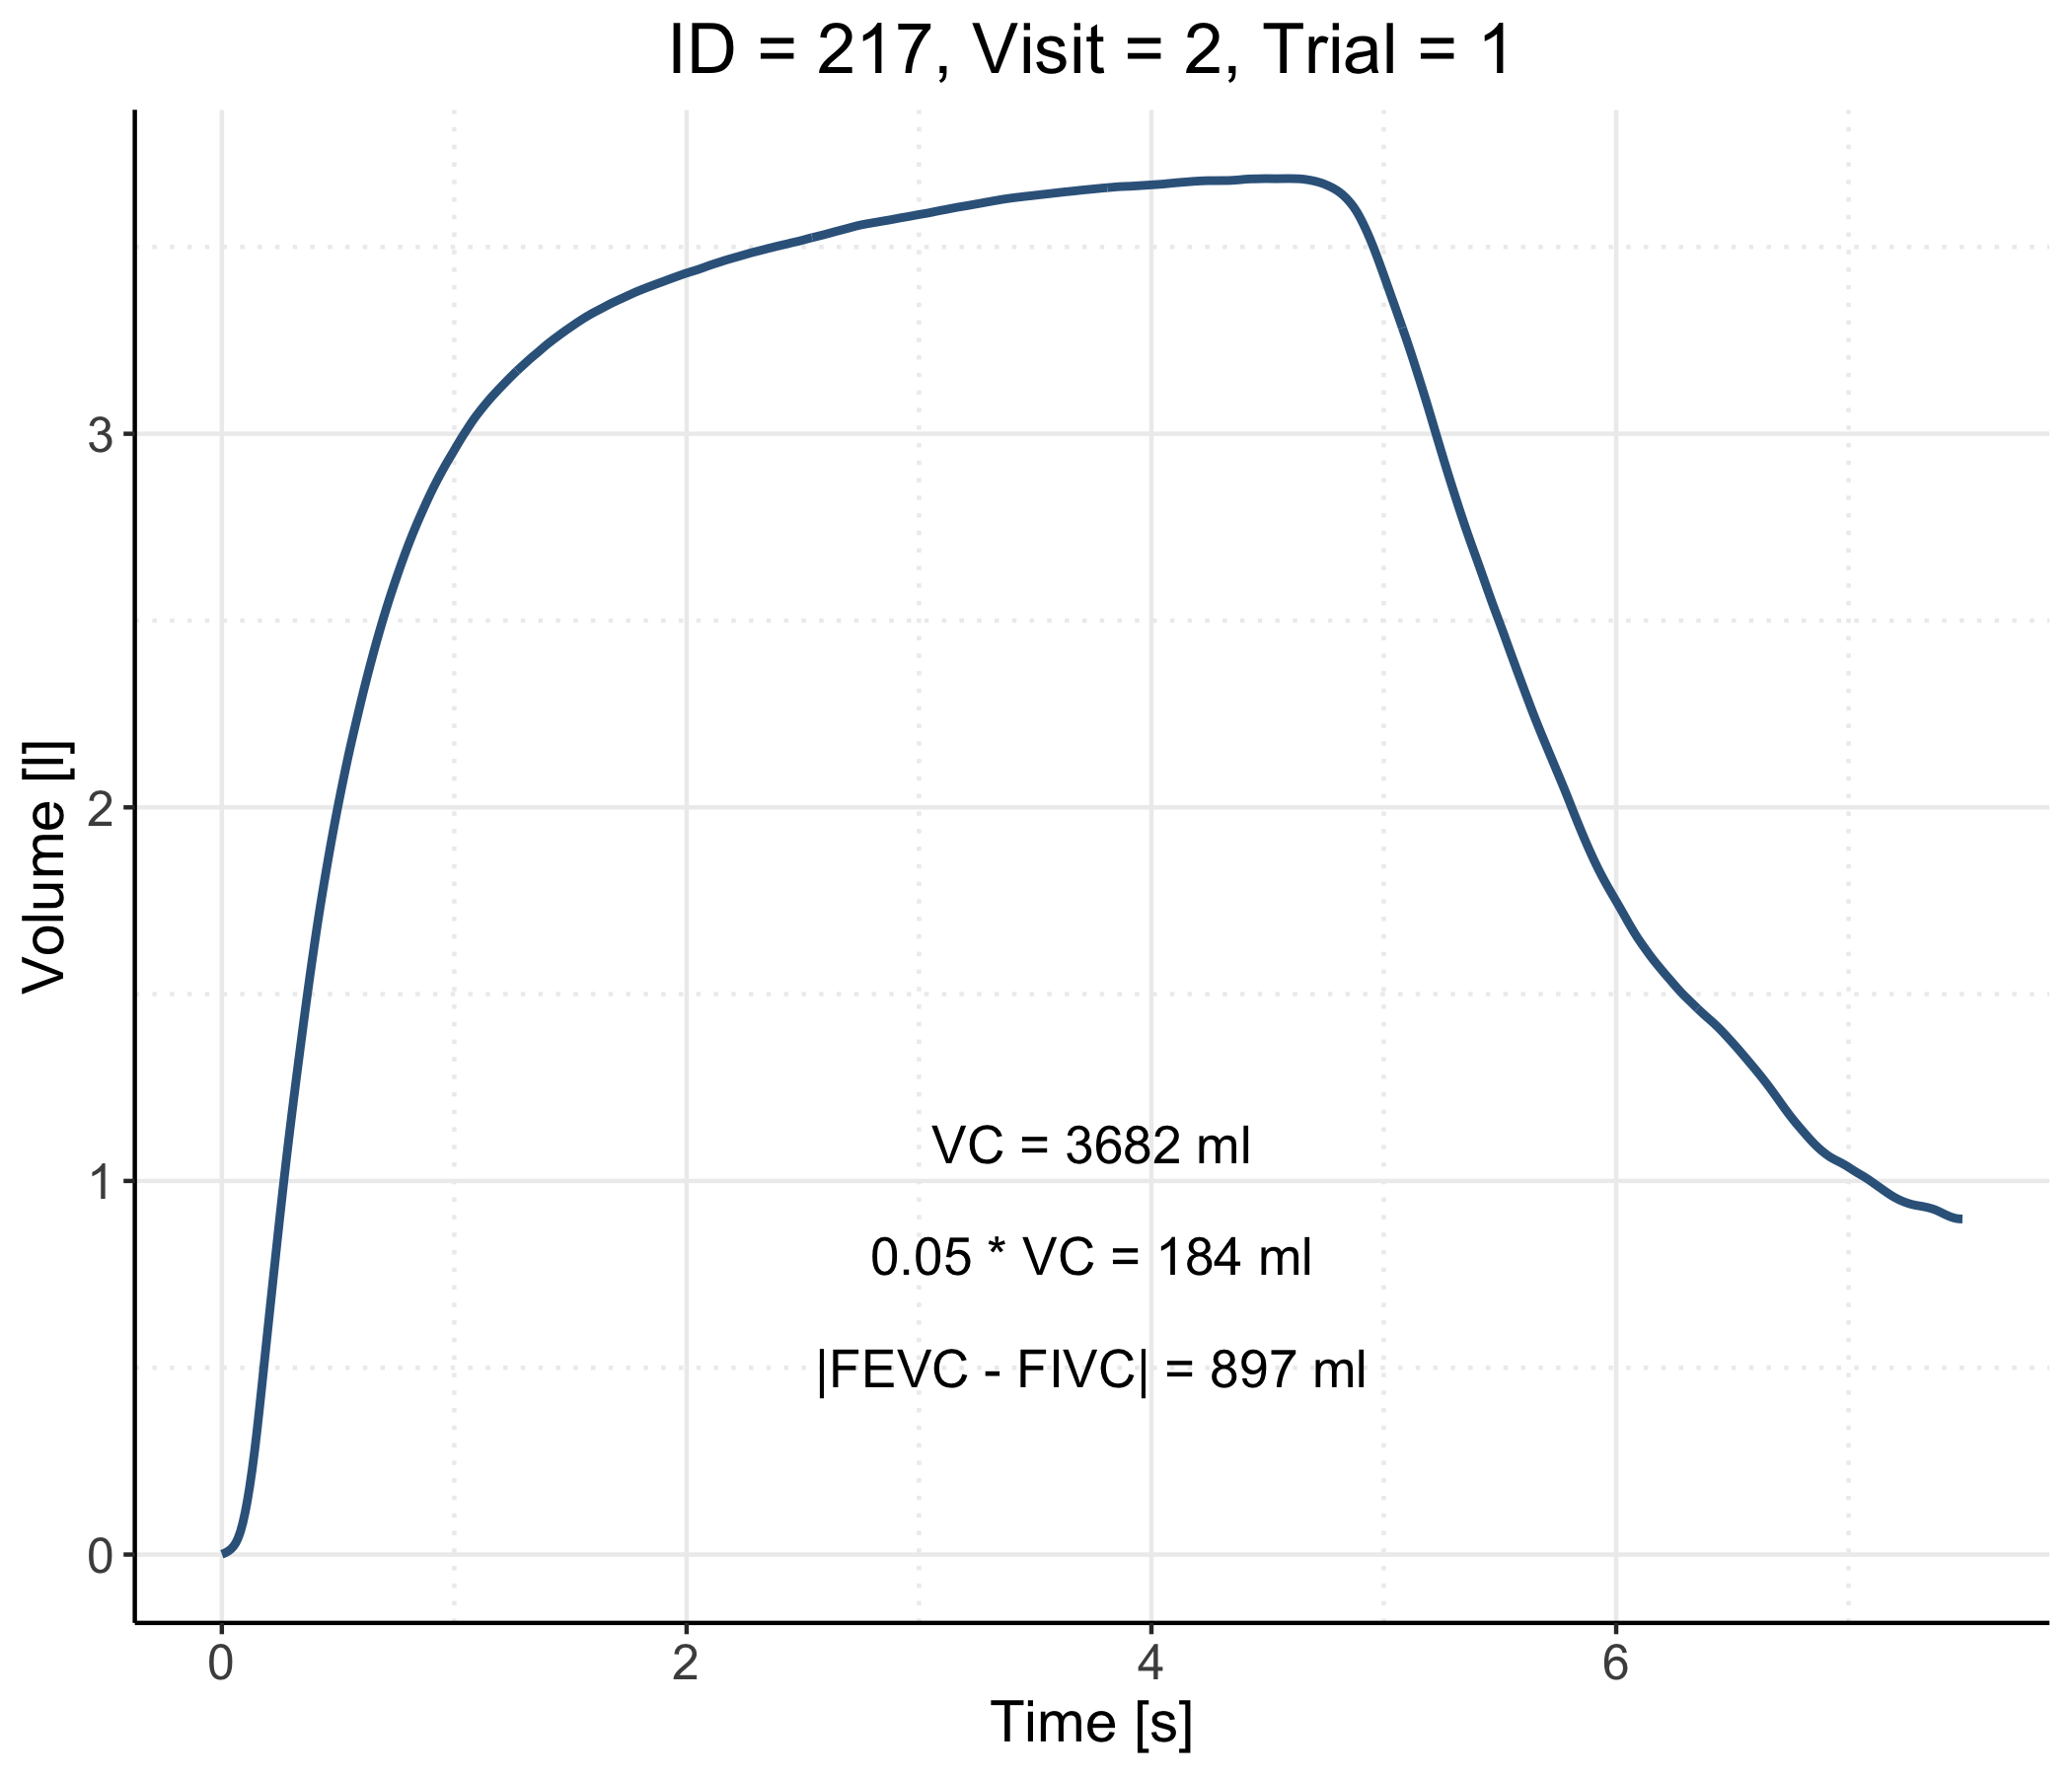 ID = 217, Visit = 2, Trial = 1
Volume [l]
3
2
1
0
VC = 3682 ml
0.05 * VC = 184 ml
|FEVC - FIVC| = 897 ml
0 2 4 6
Time [s]